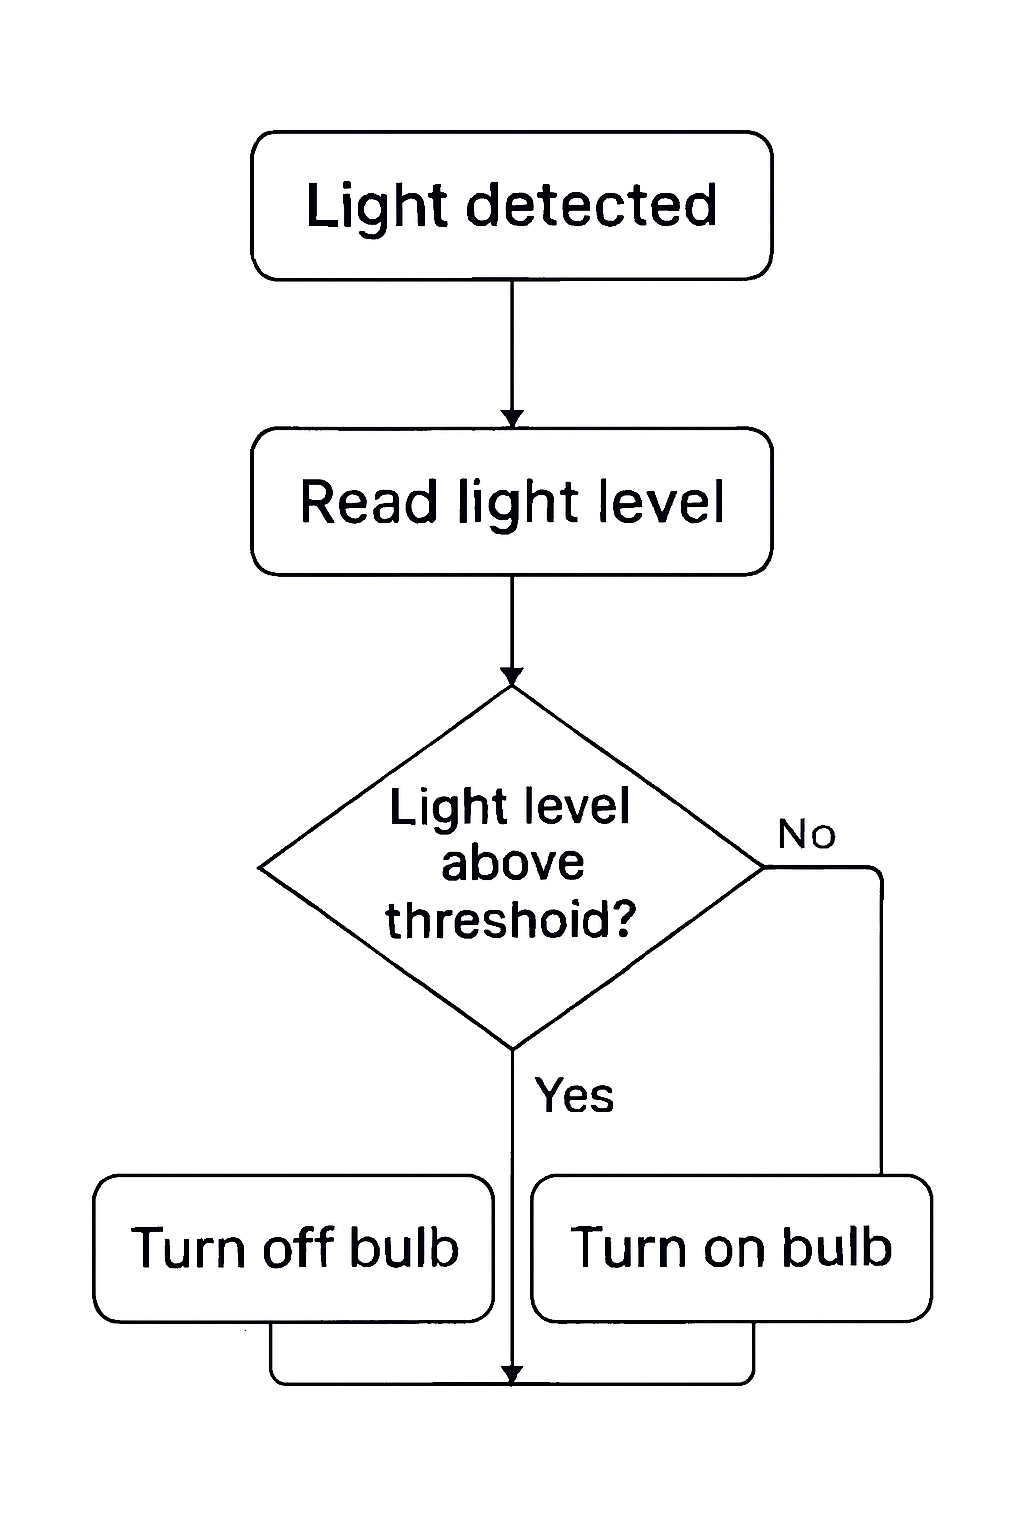 Light detected
Read light level
Light level
above
threshoid?
No
Yes
Turn off bulb
Turn on bulb